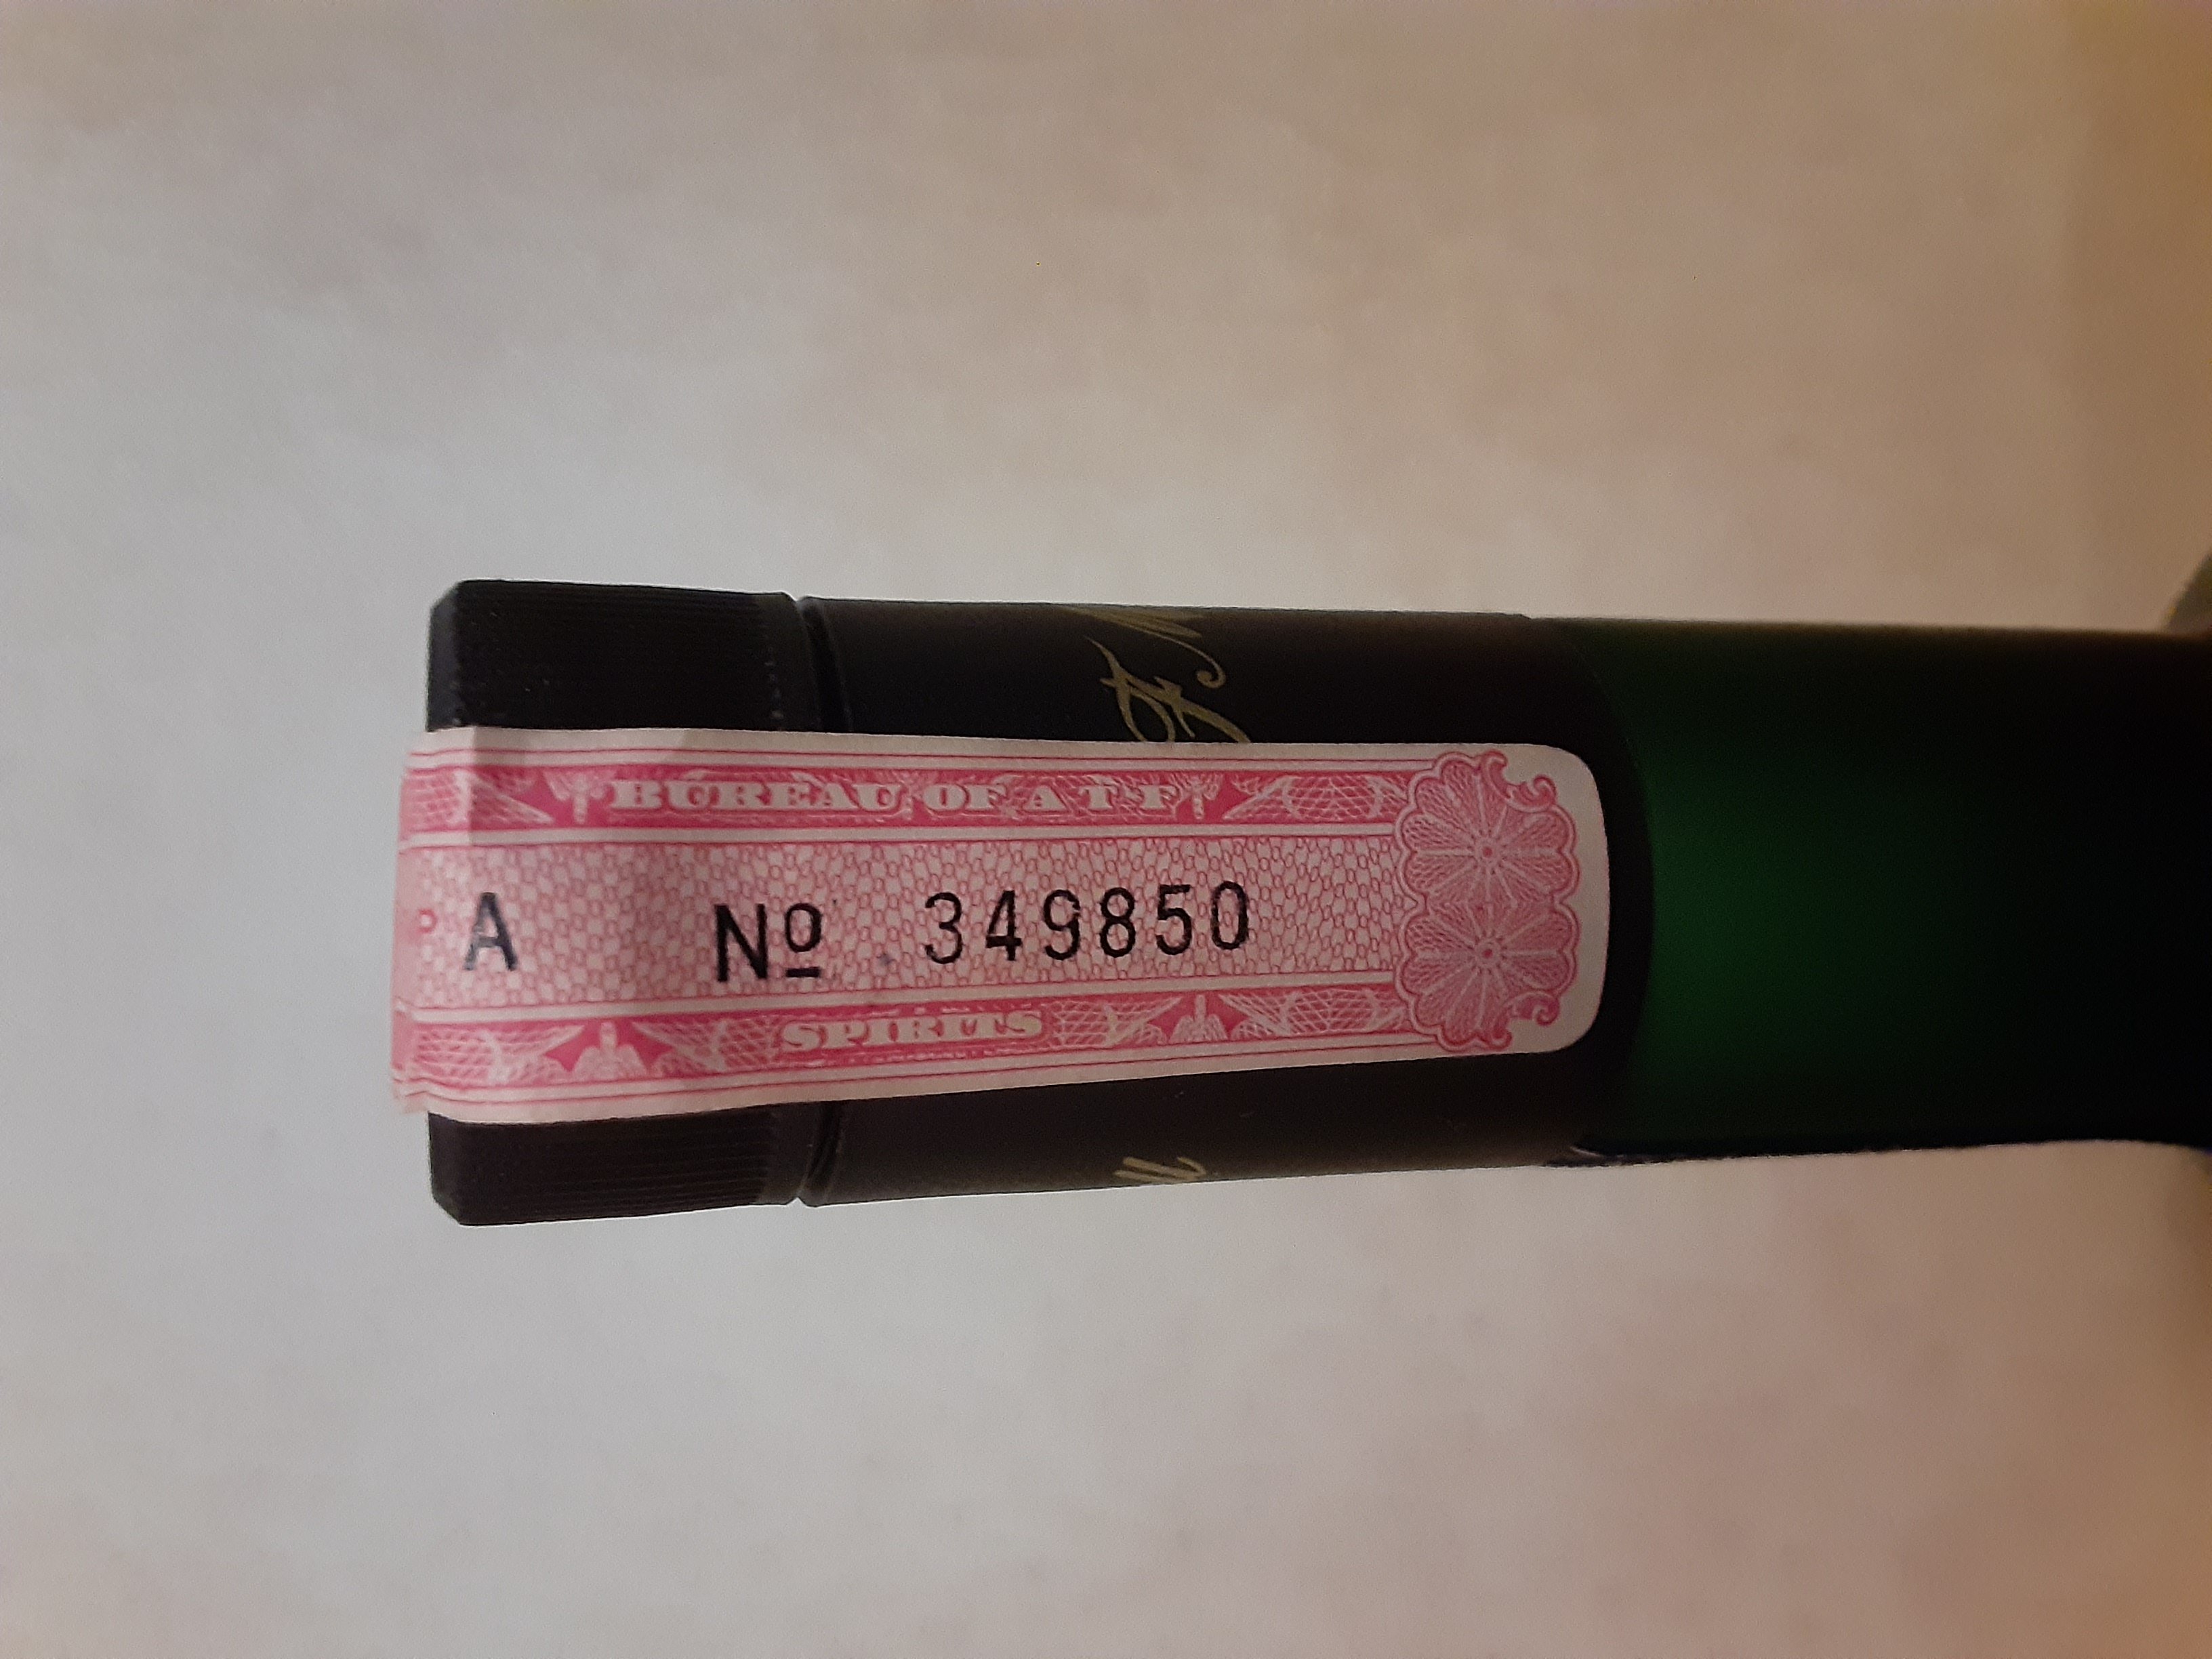 BUREAU OF A T F
P A Nº 349850
SPIRITS